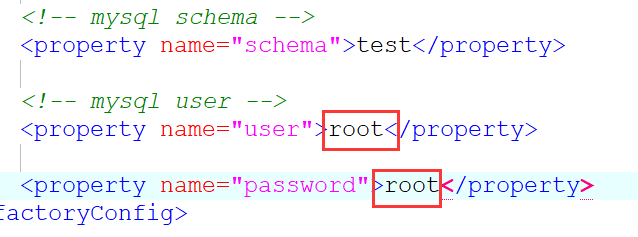 <!-- mysql schema -->
<property name="schema">test</property>
<!-- mysql user -->
<property name="user">root</property>
<property name="password">root</property>
factoryConfig>